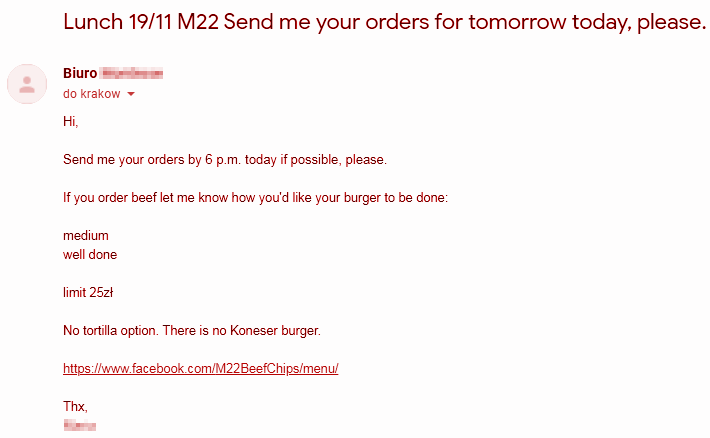 Lunch 19/11 M22 Send me your orders for tomorrow today, please.
Biuro
do krakow
Hi,
Send me your orders by 6 p.m. today if possible, please.
If you order beef let me know how you'd like your burger to be done:
medium
well done
limit 25zł
No tortilla option. There is no Koneser burger.
https://www.facebook.com/M22BeefChips/menu/
Thx,